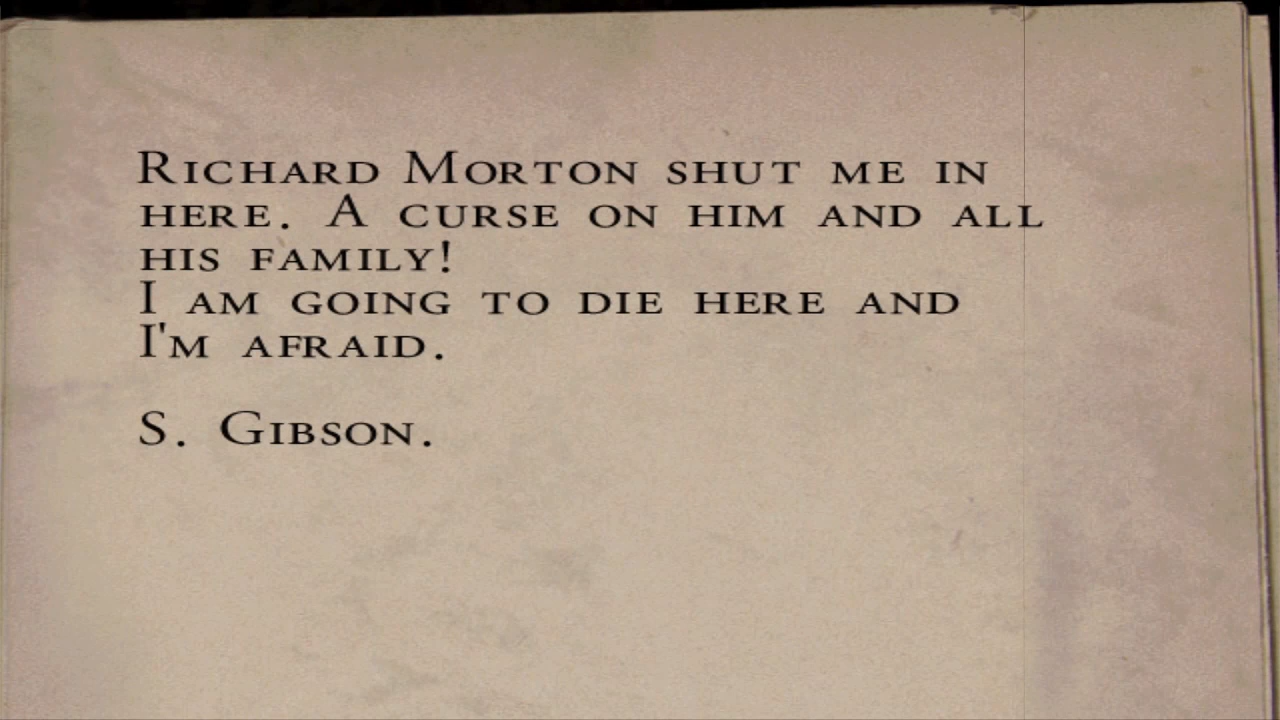 Richard Morton shut me in
here. A curse on him and all
his family!
I am going to die here and
I'm afraid.
S. Gibson.